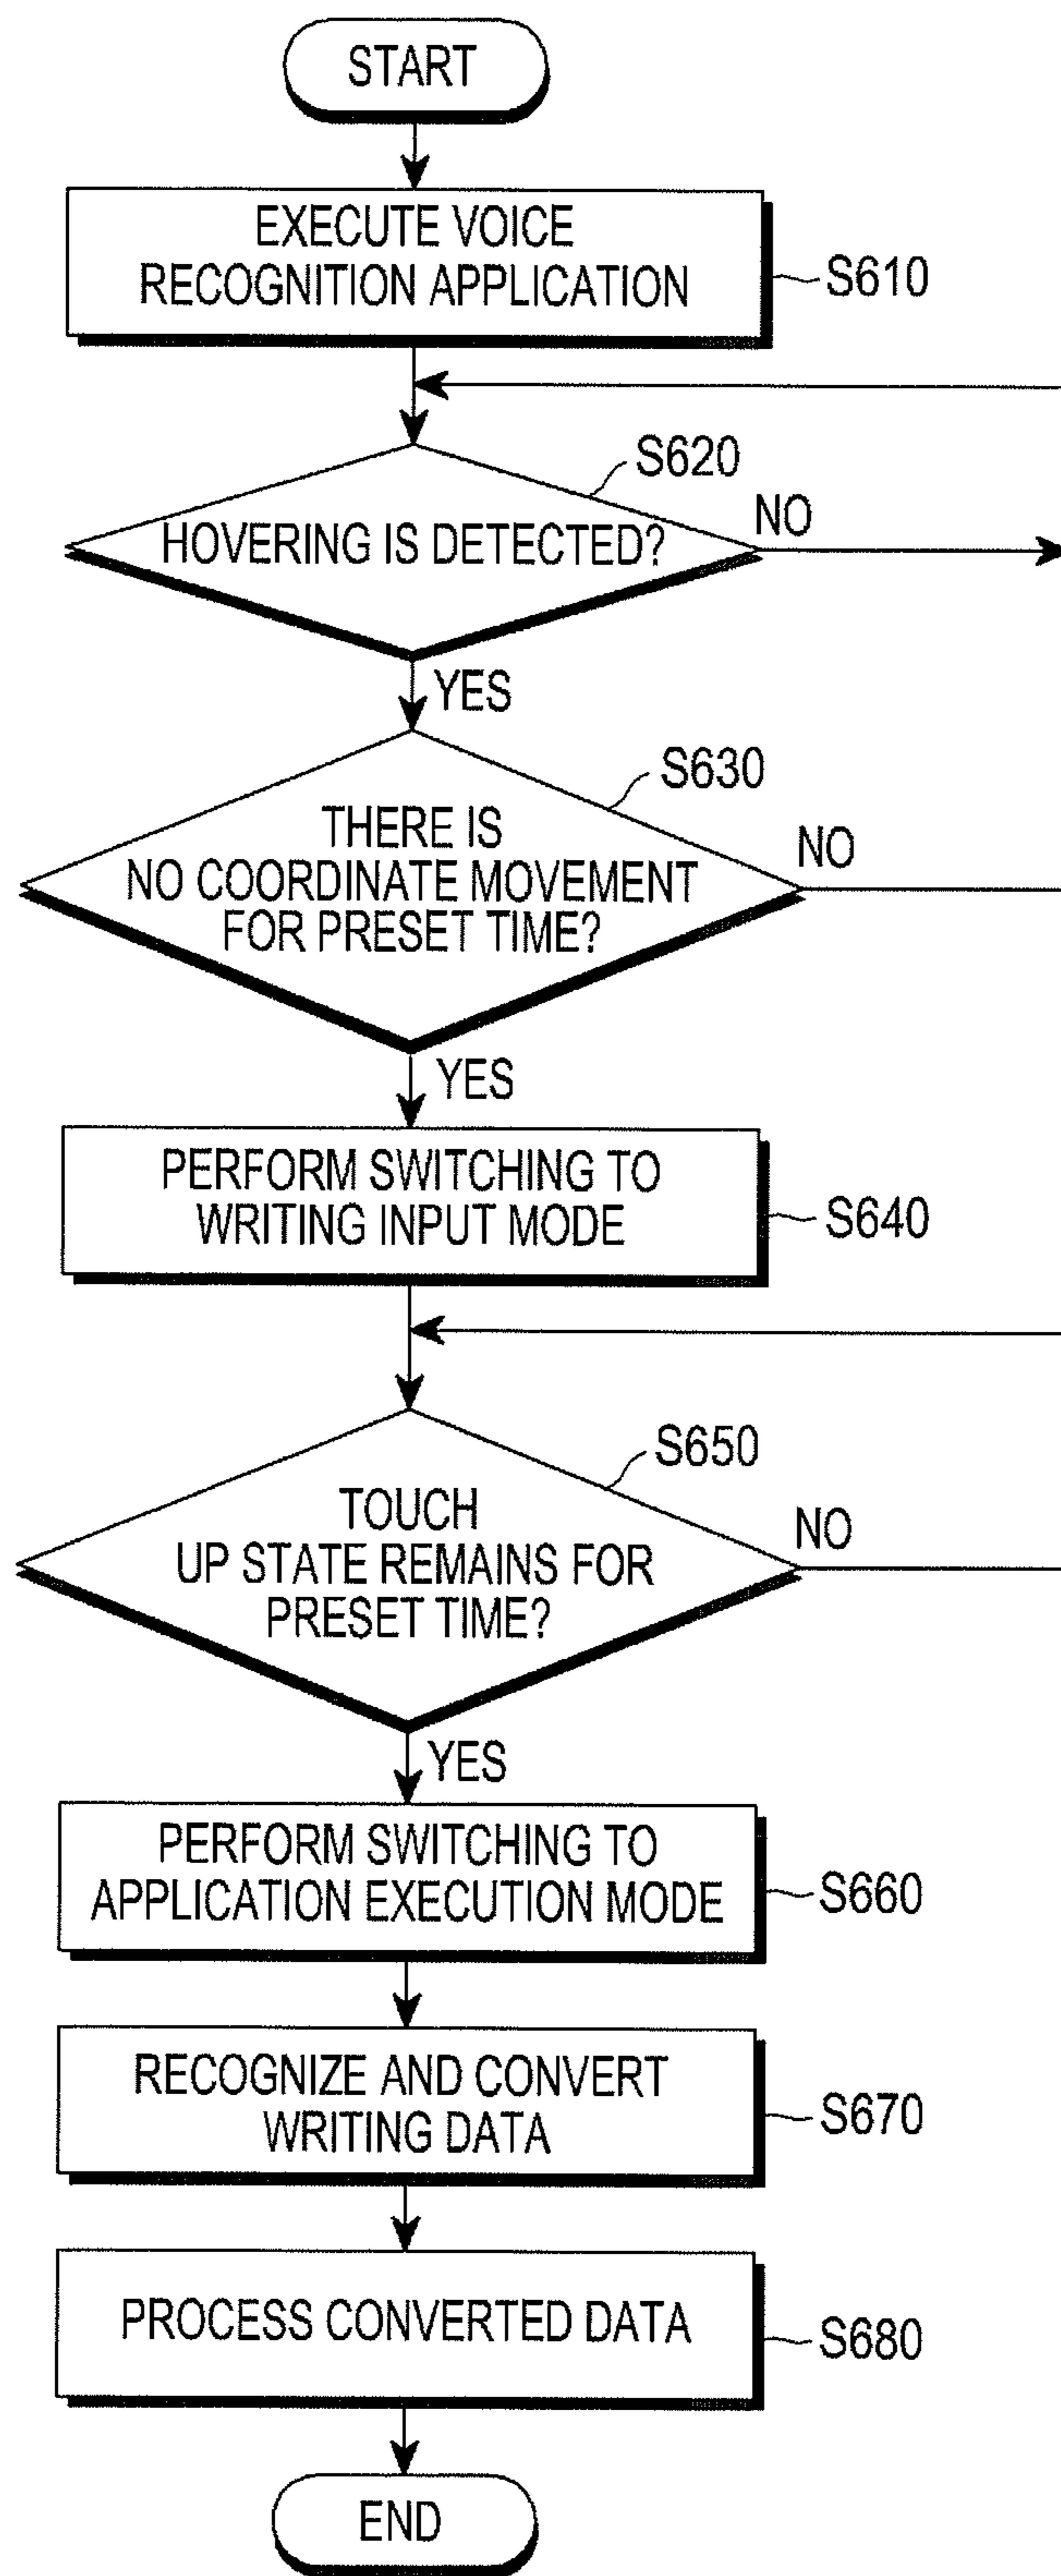 START
EXECUTE VOICE
RECOGNITION APPLICATION
S610
S620
HOVERING IS DETECTED?
NO
YES
S630
THERE IS
NO COORDINATE MOVEMENT
FOR PRESET TIME?
NO
YES
PERFORM SWITCHING TO
WRITING INPUT MODE
S640
S650
TOUCH
UP STATE REMAINS FOR
PRESET TIME?
NO
YES
PERFORM SWITCHING TO
APPLICATION EXECUTION MODE
S660
RECOGNIZE AND CONVERT
WRITING DATA
S670
PROCESS CONVERTED DATA
S680
END